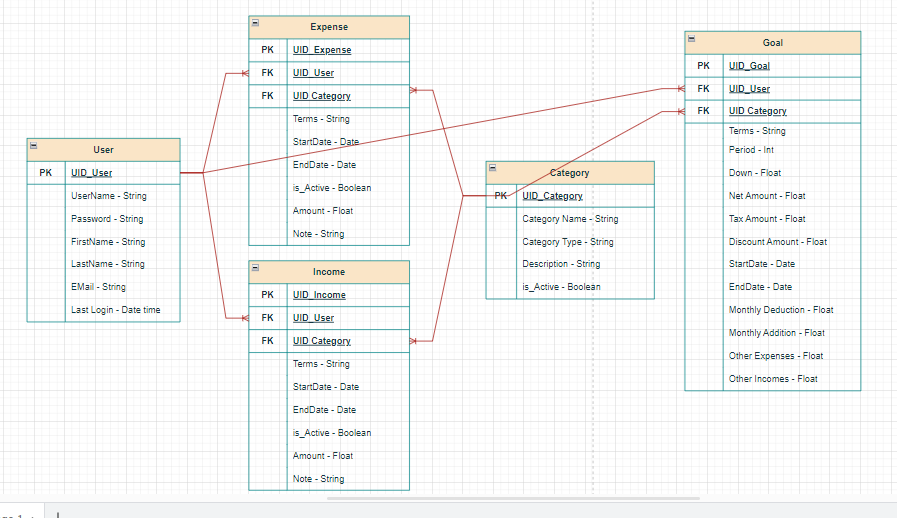 Expense
PK UID_Expense
FK UID_User
FK UID Category
Terms - String
StartDate - Date
EndDate - Date
is_Active - Boolean
Amount - Float
Note - String
Goal
PK UID_Goal
FK UID_User
FK UID Category
Terms - String
Period - Int
Down - Float
Net Amount - Float
Tax Amount - Float
Discount Amount - Float
StartDate - Date
EndDate - Date
Monthly Deduction - Float
Monthly Addition - Float
Other Expenses - Float
Other Incomes - Float
User
PK UID_User
UserName - String
Password - String
FirstName - String
LastName - String
EMail - String
Last Login - Date time
Category
PK UID_Category
Category Name - String
Category Type - String
Description - String
is_Active - Boolean
Income
PK UID_Income
FK UID_User
FK UID Category
Terms - String
StartDate - Date
EndDate - Date
is_Active - Boolean
Amount - Float
Note - String